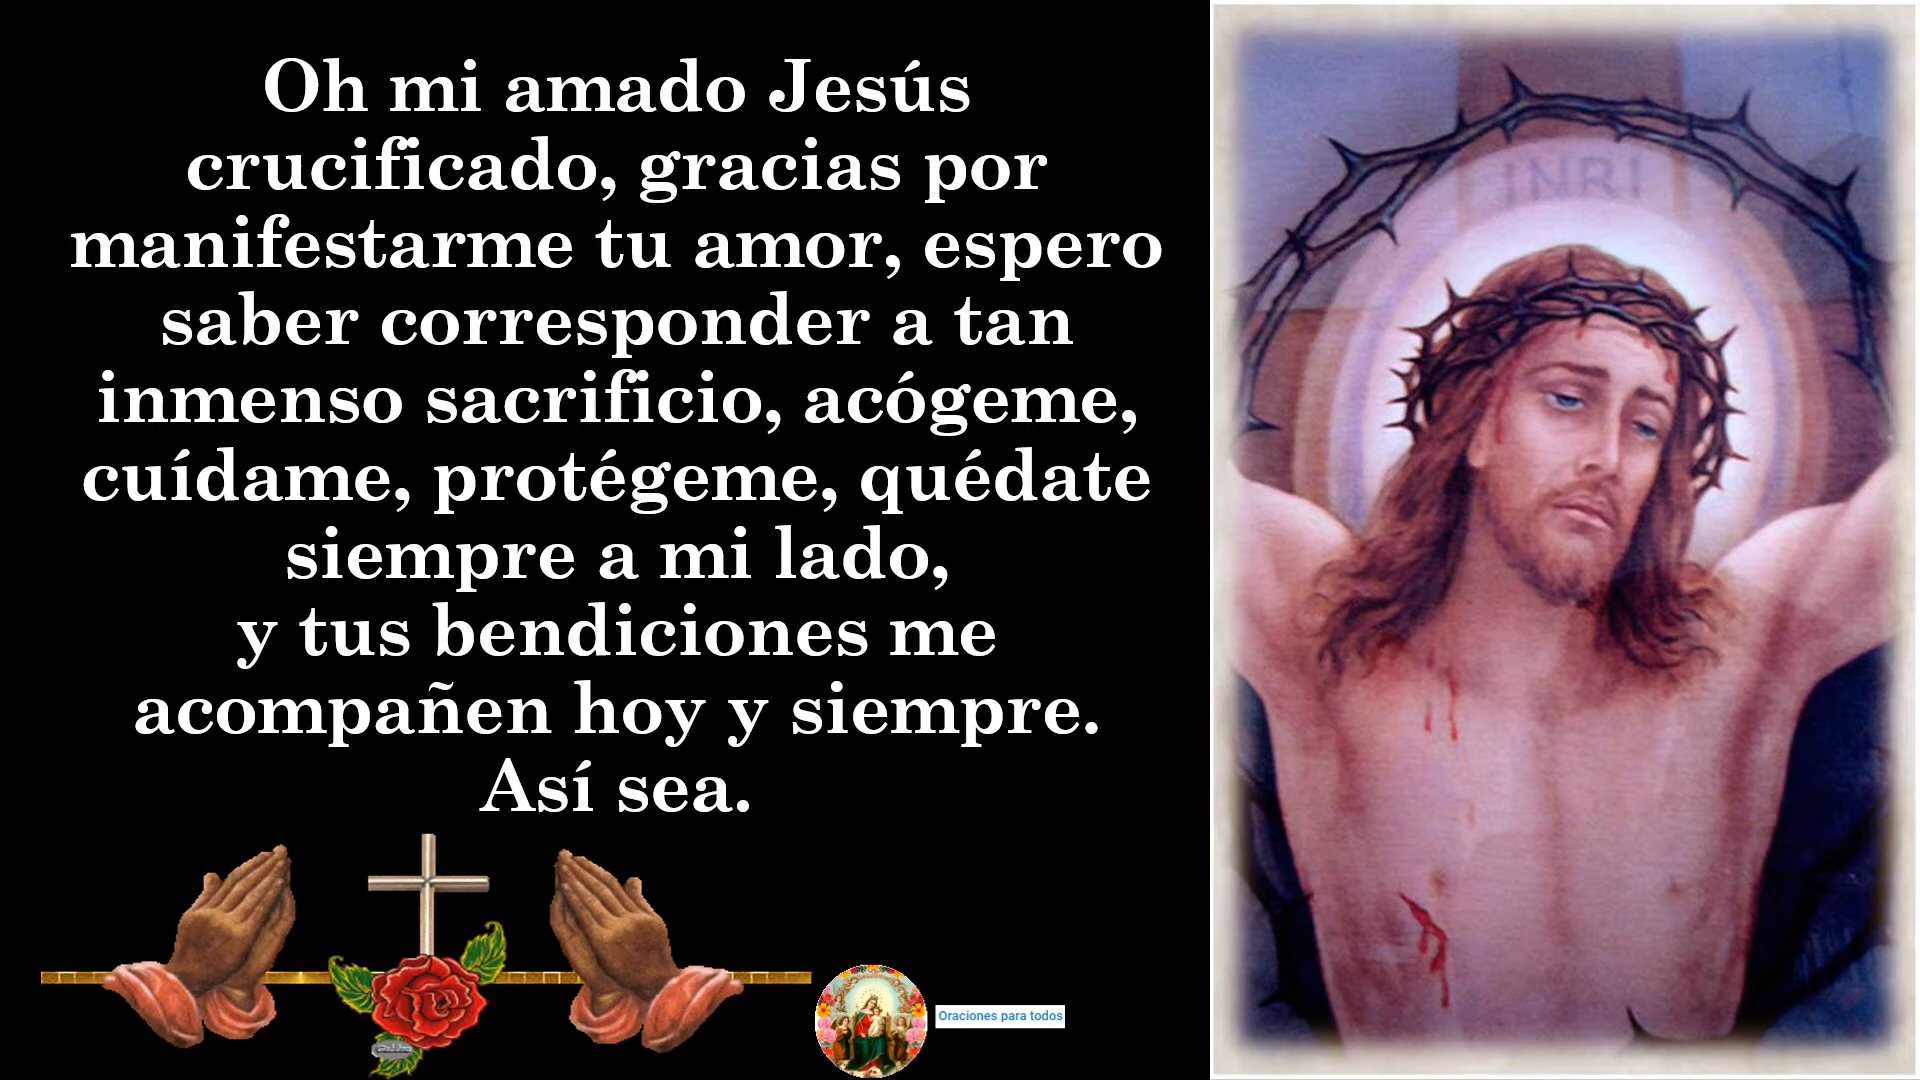 Oh mi amado Jesús
crucificado, gracias por
manifestarme tu amor, espero
saber corresponder a tan
inmenso sacrificio, acógeme,
cuídame, protégeme, quédate
siempre a mi lado,
y tus bendiciones me
acompañen hoy y siempre.
Así sea.
Oraciones para todos
INRI